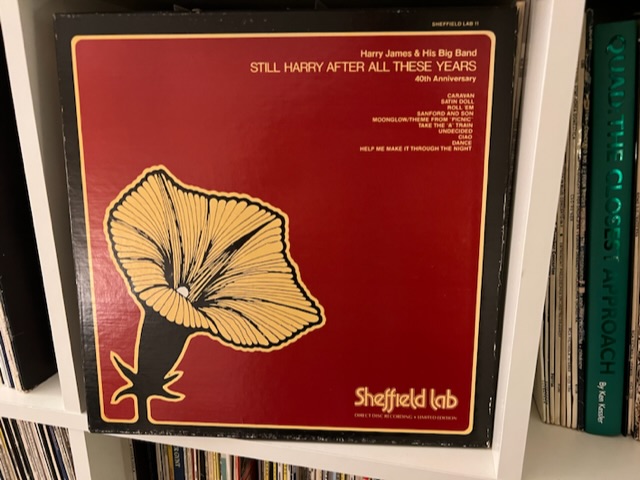 SHEFFIELD LAB 11
Harry James & His Big Band
STILL HARRY AFTER ALL THESE YEARS
40th Anniversary
CARAVAN
SATIN DOLL
ROLL 'EM
SANFORD AND SON
MOONGLOW/THEME FROM 'PICNIC'
TAKE THE 'A' TRAIN
UNDECIDED
CIAO
DANCE
HELP ME MAKE IT THROUGH THE NIGHT
Sheffield Lab
DIRECT DISC RECORDING • LIMITED EDITION
QUAD: THE CLOSEST APPROACH
By Ken Kessler